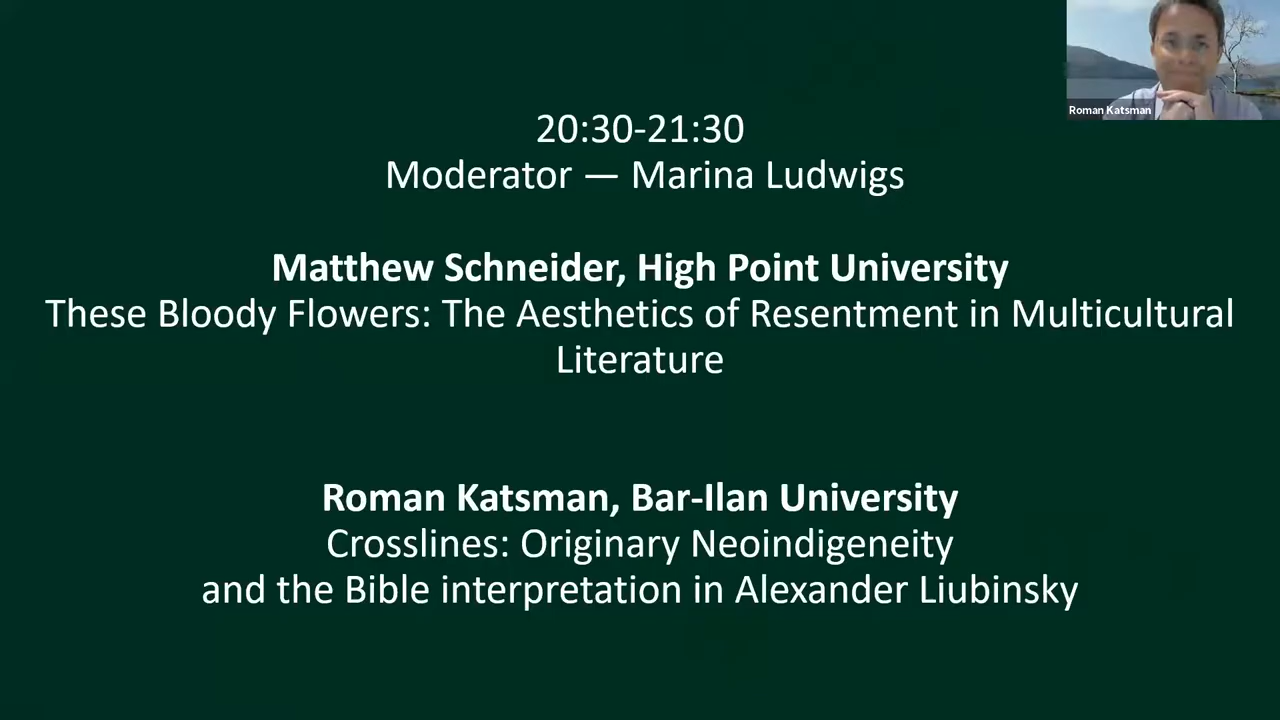 Roman Katsman
20:30-21:30
Moderator — Marina Ludwigs
Matthew Schneider, High Point University
These Bloody Flowers: The Aesthetics of Resentment in Multicultural
Literature
Roman Katsman, Bar-Ilan University
Crosslines: Originary Neoindigeneity
and the Bible interpretation in Alexander Liubinsky